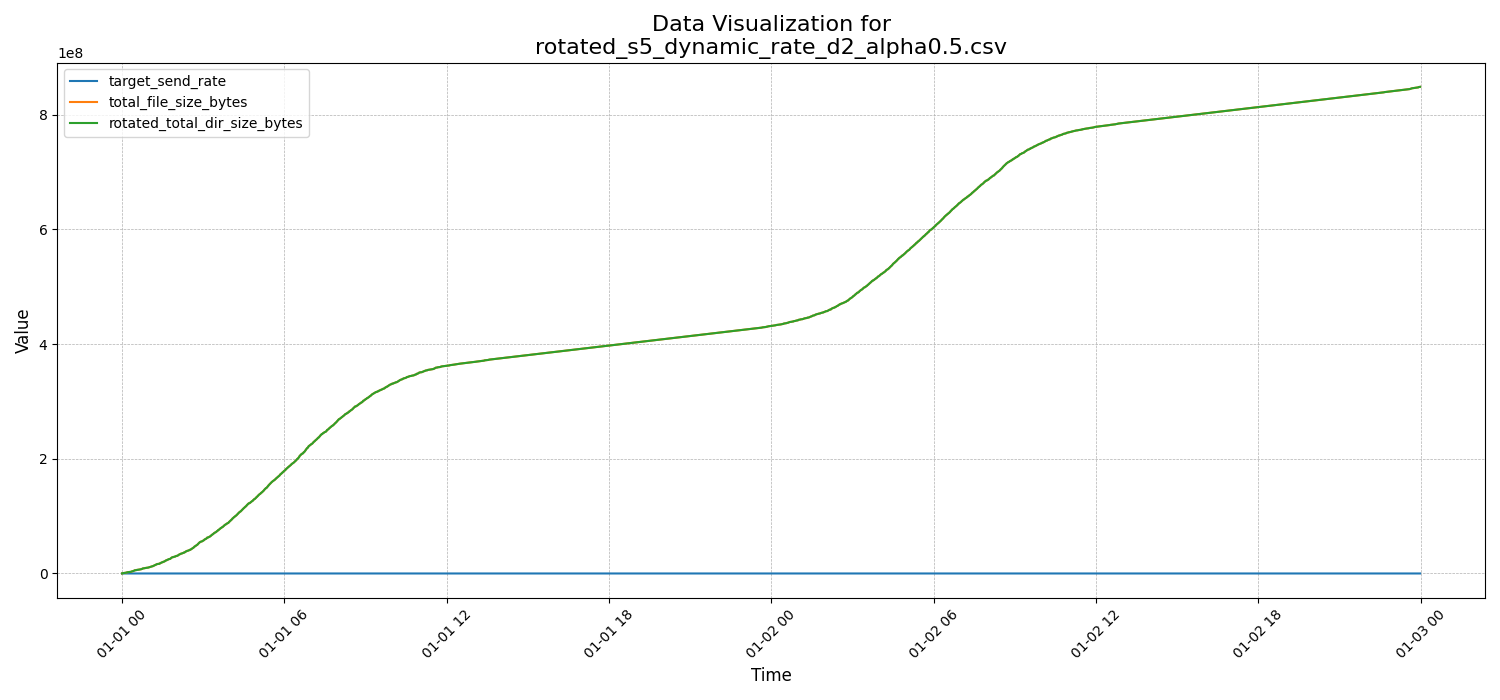 Data Visualization for
rotated_s5_dynamic_rate_d2_alpha0.5.csv
1e8
target_send_rate
total_file_size_bytes
rotated_total_dir_size_bytes
8
6
4
2
0
Value
01-01 00
01-01 06
01-01 12
01-01 18
01-02 00
01-02 06
01-02 12
01-02 18
01-03 00
Time